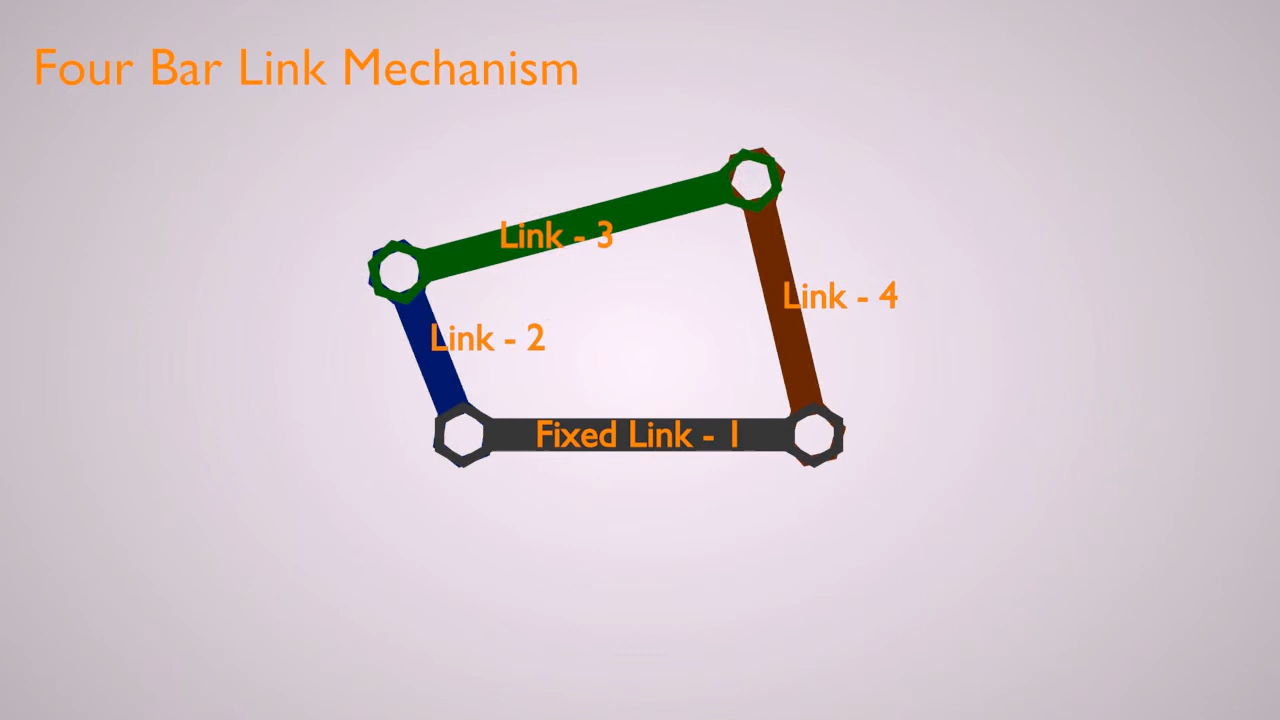 Four Bar Link Mechanism
Link - 3
Link - 4
Link - 2
Fixed Link - 1